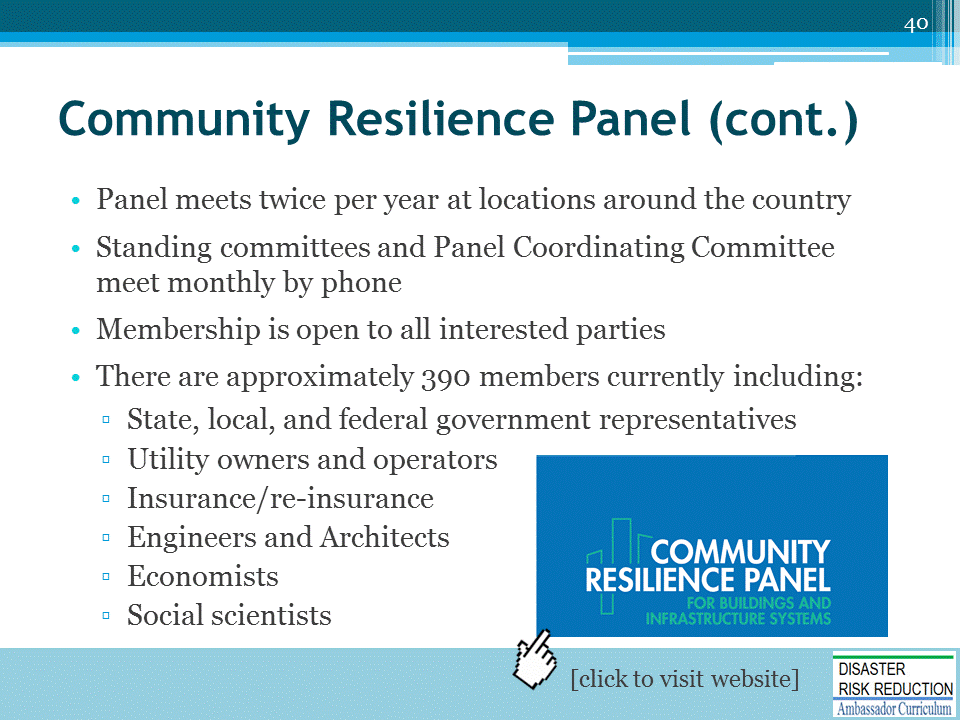 40
Community Resilience Panel (cont.)
• Panel meets twice per year at locations around the country
• Standing committees and Panel Coordinating Committee
meet monthly by phone
• Membership is open to all interested parties
• There are approximately 390 members currently including:
▫ State, local, and federal government representatives
▫ Utility owners and operators
▫ Insurance/re-insurance
▫ Engineers and Architects
▫ Economists
▫ Social scientists
COMMUNITY
RESILIENCE PANEL
FOR BUILDINGS AND
INFRASTRUCTURE SYSTEMS
[click to visit website]
DISASTER
RISK REDUCTION
Ambassador Curriculum